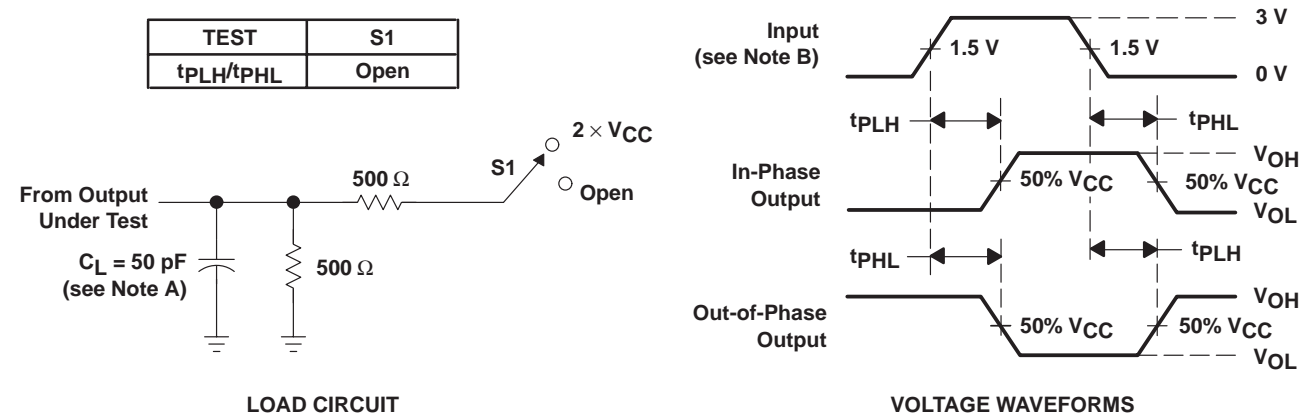 TEST S1
tPLH/tPHL Open
2 × VCC
S1
Open
500 Ω
From Output
Under Test
CL = 50 pF
(see Note A)
500 Ω
LOAD CIRCUIT
Input
(see Note B)
1.5 V
1.5 V
3 V
0 V
tPLH
tPHL
In-Phase
Output
50% VCC
50% VCC
VOH
VOL
tPHL
tPLH
Out-of-Phase
Output
50% VCC
50% VCC
VOH
VOL
VOLTAGE WAVEFORMS